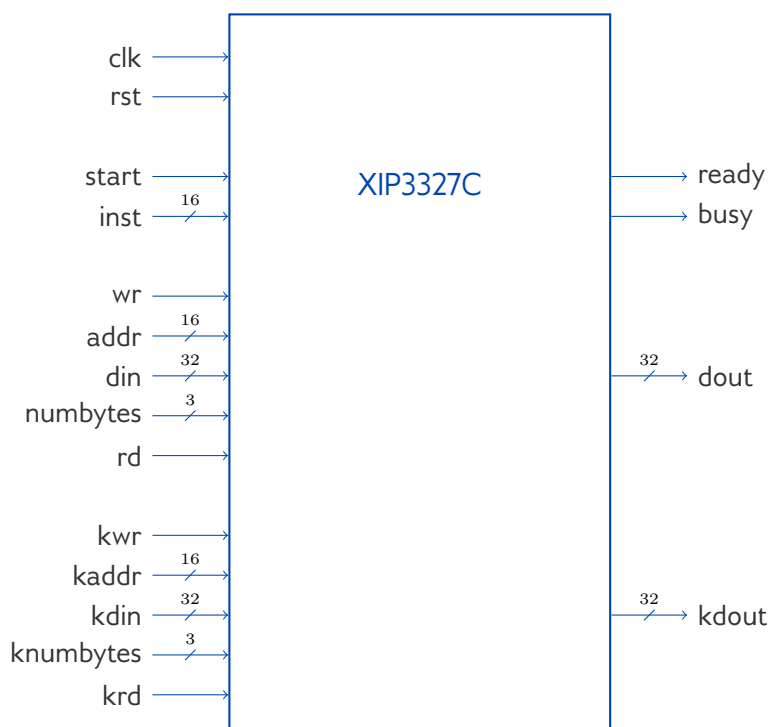 clk
rst
start
16
inst
XIP3327C
ready
busy
wr
16
addr
32
din
3
numbytes
rd
32
dout
kwr
16
kaddr
32
kdin
3
knumbytes
krd
32
kdout